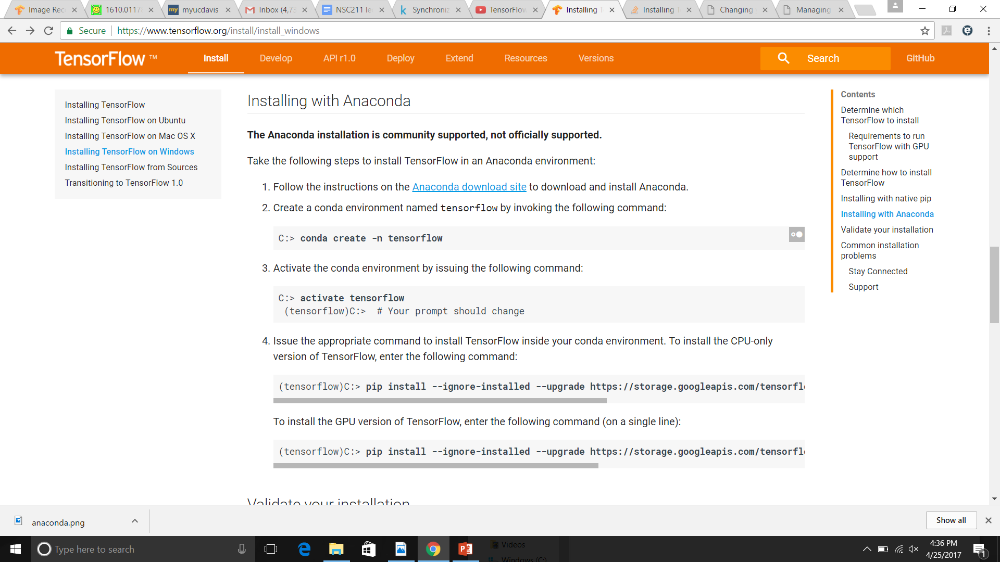 Image Rec
1610.0117
myucdavis
Inbox (4,73
NSC211 le
Synchroniz
TensorFlow
Installing T
Installing T
Changing
Managing
Secure
https://www.tensorflow.org/install/install_windows
TensorFlow ™
Install
Develop
API r1.0
Deploy
Extend
Resources
Versions
Search
GitHub
Installing TensorFlow
Installing TensorFlow on Ubuntu
Installing TensorFlow on Mac OS X
Installing TensorFlow on Windows
Installing TensorFlow from Sources
Transitioning to TensorFlow 1.0
Installing with Anaconda
The Anaconda installation is community supported, not officially supported.
Take the following steps to install TensorFlow in an Anaconda environment:
1. Follow the instructions on the Anaconda download site to download and install Anaconda.
2. Create a conda environment named tensorflow by invoking the following command:
C:> conda create -n tensorflow
3. Activate the conda environment by issuing the following command:
C:> activate tensorflow
(tensorflow)C:>  # Your prompt should change
4. Issue the appropriate command to install TensorFlow inside your conda environment. To install the CPU-only
version of TensorFlow, enter the following command:
(tensorflow)C:> pip install --ignore-installed --upgrade https://storage.googleapis.com/tensorfl
To install the GPU version of TensorFlow, enter the following command (on a single line):
(tensorflow)C:> pip install --ignore-installed --upgrade https://storage.googleapis.com/tensorfl
Validate your installation
Contents
Determine which
TensorFlow to install
Requirements to run
TensorFlow with GPU
support
Determine how to install
TensorFlow
Installing with native pip
Installing with Anaconda
Validate your installation
Common installation
problems
Stay Connected
Support
anaconda.png
Show all
Type here to search
Videos
Windows (C:)
4:36 PM
4/25/2017
1